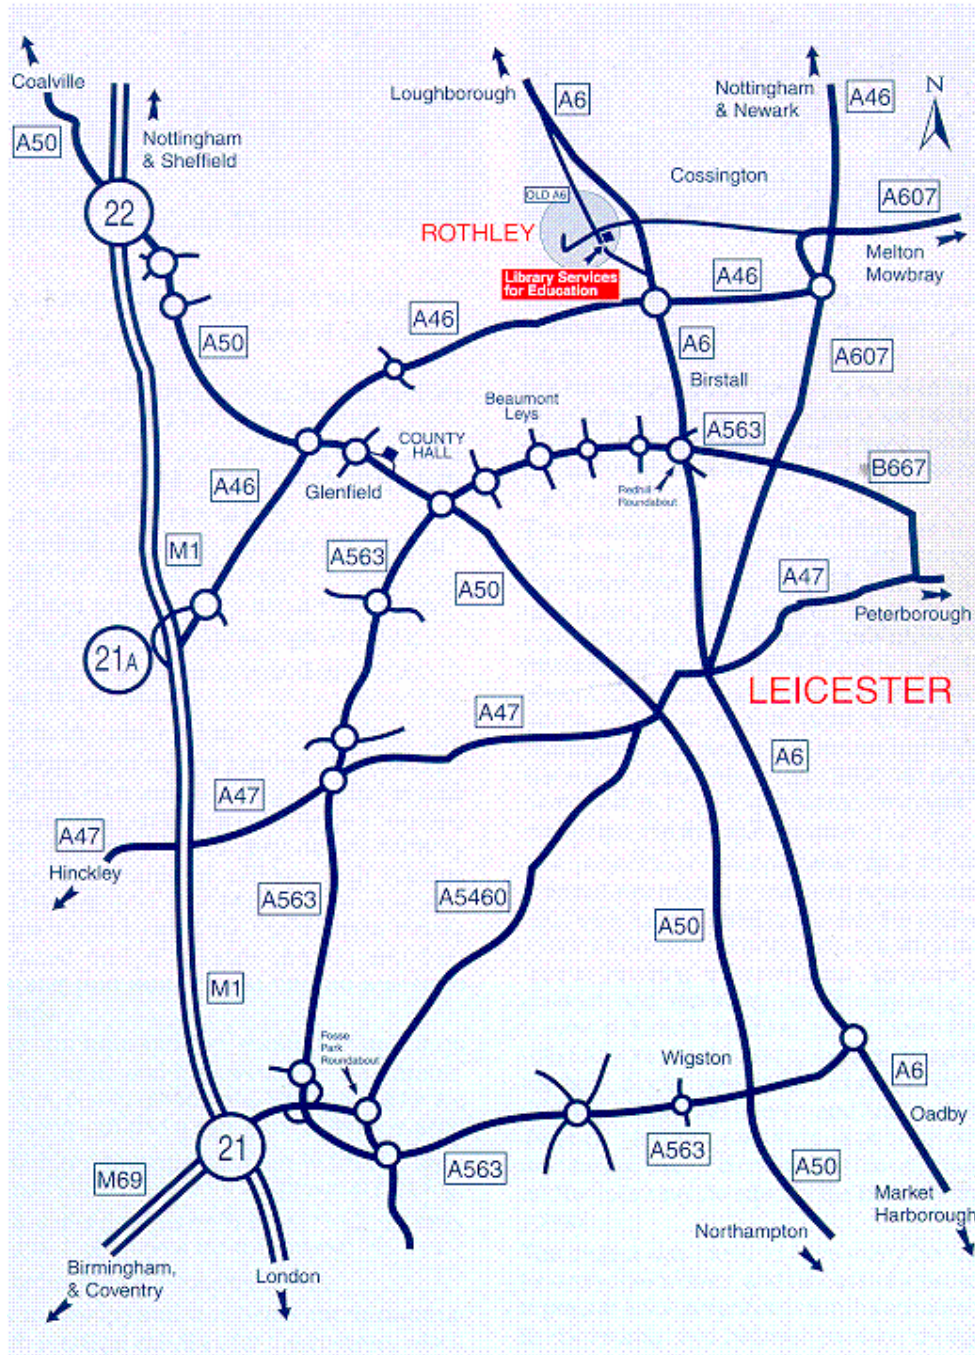 Coalville
A50
Nottingham
& Sheffield
22
Loughborough
A6
Nottingham
& Newark
A46
N
Cossington
OLD A6
A607
ROTHLEY
Melton
Mowbray
Library Services
for Education
A46
A46
A50
A6
A607
Birstall
Beaumont
Leys
A563
COUNTY
HALL
B667
A46
Glenfield
Redhill
Roundabout
M1
A563
A50
A47
Peterborough
21A
LEICESTER
A47
A6
A47
A47
Hinckley
A563
A5460
A50
M1
Fosse
Park
Roundabout
Wigston
A6
Oadby
21
A563
A563
M69
A50
Market
Harborough
Northampton
Birmingham,
& Coventry
London